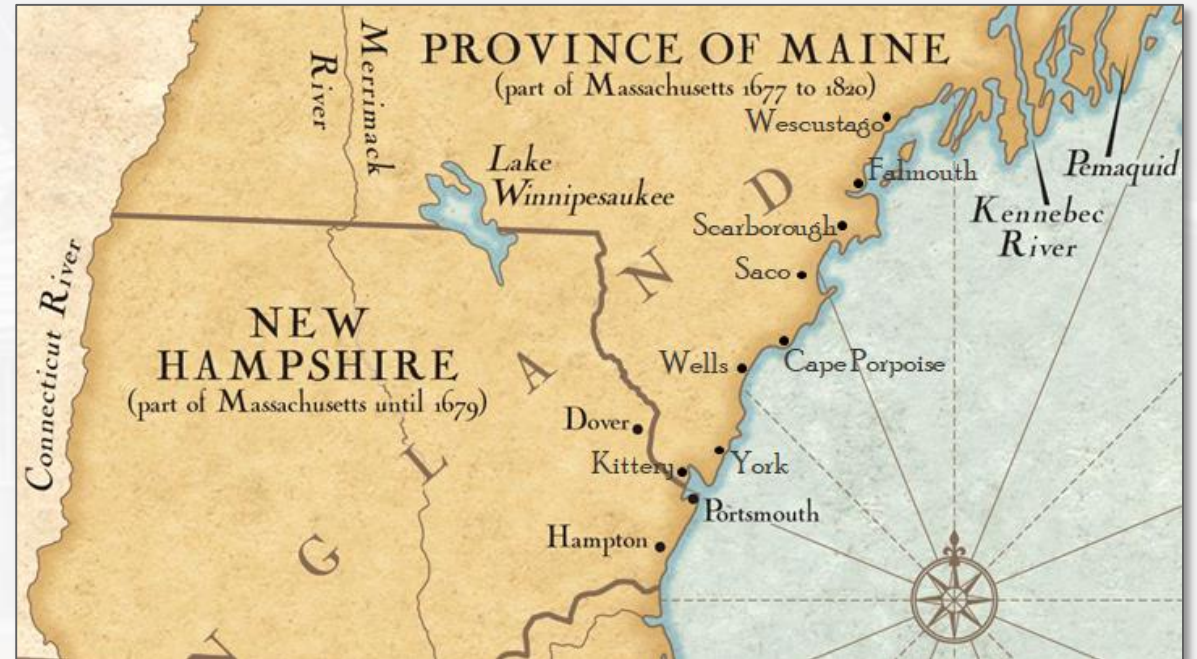 PROVINCE OF MAINE
(part of Massachusetts 1677 to 1820)
Merrimack
River
Wescustago
Lake
Winnipesaukee
Falmouth
Pemaquid
Kennebec
River
Scarborough
Saco
Connecticut River
NEW
HAMPSHIRE
(part of Massachusetts until 1679)
Wells
Cape Porpoise
Dover
Kittery
York
Portsmouth
Hampton
N G L A N D